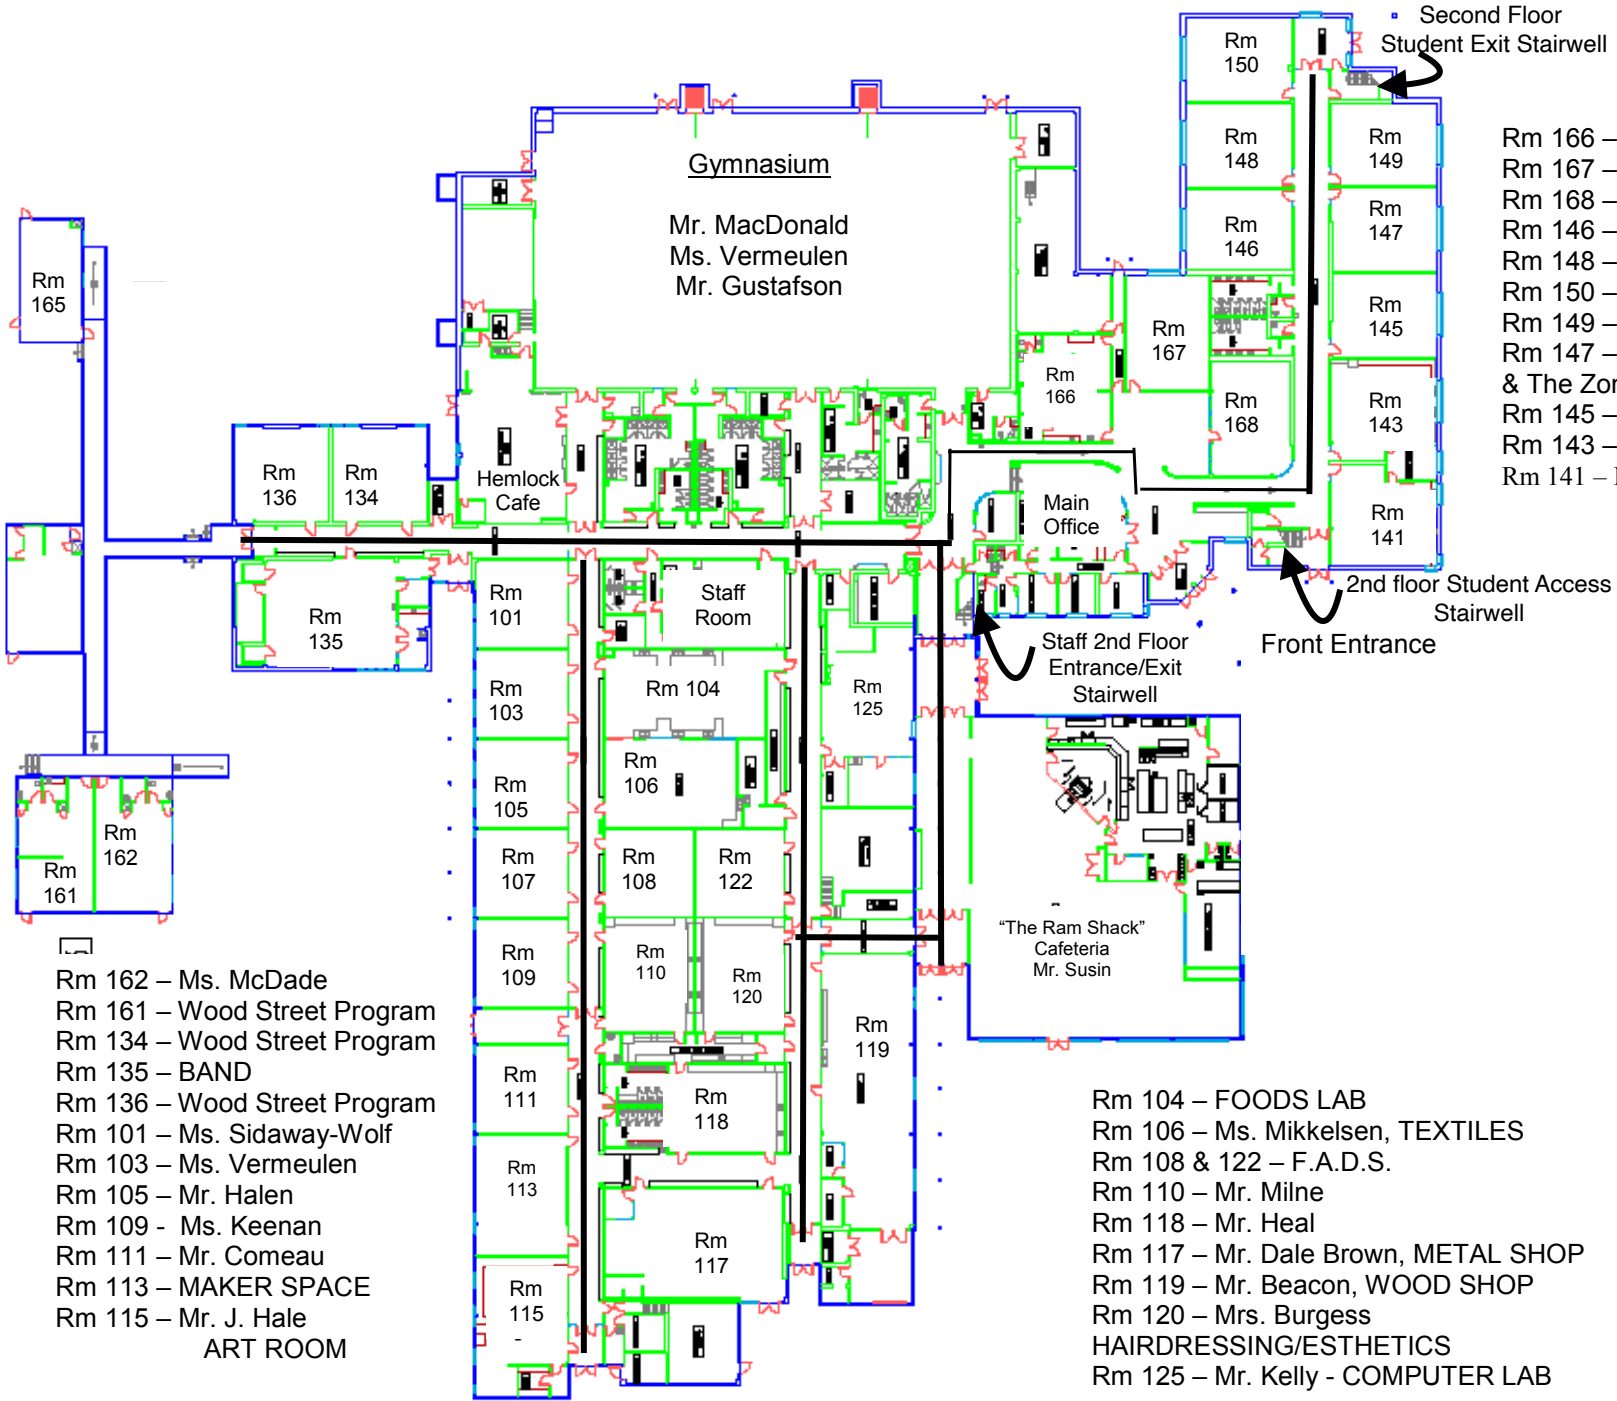 Second Floor
Student Exit Stairwell
Rm
150
Rm
148
Rm
149
Rm
146
Rm
147
Rm
145
Rm
167
Rm
166
Rm
168
Rm
143
Rm
141
Gymnasium
Mr. MacDonald
Ms. Vermeulen
Mr. Gustafson
Rm 166 –
Rm 167 –
Rm 168 –
Rm 146 –
Rm 148 –
Rm 150 –
Rm 149 –
Rm 147 –
& The Zor
Rm 145 –
Rm 143 –
Rm 141 –
Rm
165
Rm
136
Rm
134
Hemlock
Cafe
Main
Office
2nd floor Student Access
Stairwell
Front Entrance
Staff 2nd Floor
Entrance/Exit
Stairwell
Rm
135
Rm
101
Staff
Room
Rm
103
Rm 104
Rm
125
Rm
105
Rm
106
Rm
107
Rm
108
Rm
122
Rm
162
Rm
161
Rm
109
Rm
110
Rm
120
"The Ram Shack"
Cafeteria
Mr. Susin
Rm
119
Rm
111
Rm
118
Rm
113
Rm
117
Rm
115
-
Rm 162 – Ms. McDade
Rm 161 – Wood Street Program
Rm 134 – Wood Street Program
Rm 135 – BAND
Rm 136 – Wood Street Program
Rm 101 – Ms. Sidaway-Wolf
Rm 103 – Ms. Vermeulen
Rm 105 – Mr. Halen
Rm 109 - Ms. Keenan
Rm 111 – Mr. Comeau
Rm 113 – MAKER SPACE
Rm 115 – Mr. J. Hale
ART ROOM
Rm 104 – FOODS LAB
Rm 106 – Ms. Mikkelsen, TEXTILES
Rm 108 & 122 – F.A.D.S.
Rm 110 – Mr. Milne
Rm 118 – Mr. Heal
Rm 117 – Mr. Dale Brown, METAL SHOP
Rm 119 – Mr. Beacon, WOOD SHOP
Rm 120 – Mrs. Burgess
HAIRDRESSING/ESTHETICS
Rm 125 – Mr. Kelly - COMPUTER LAB